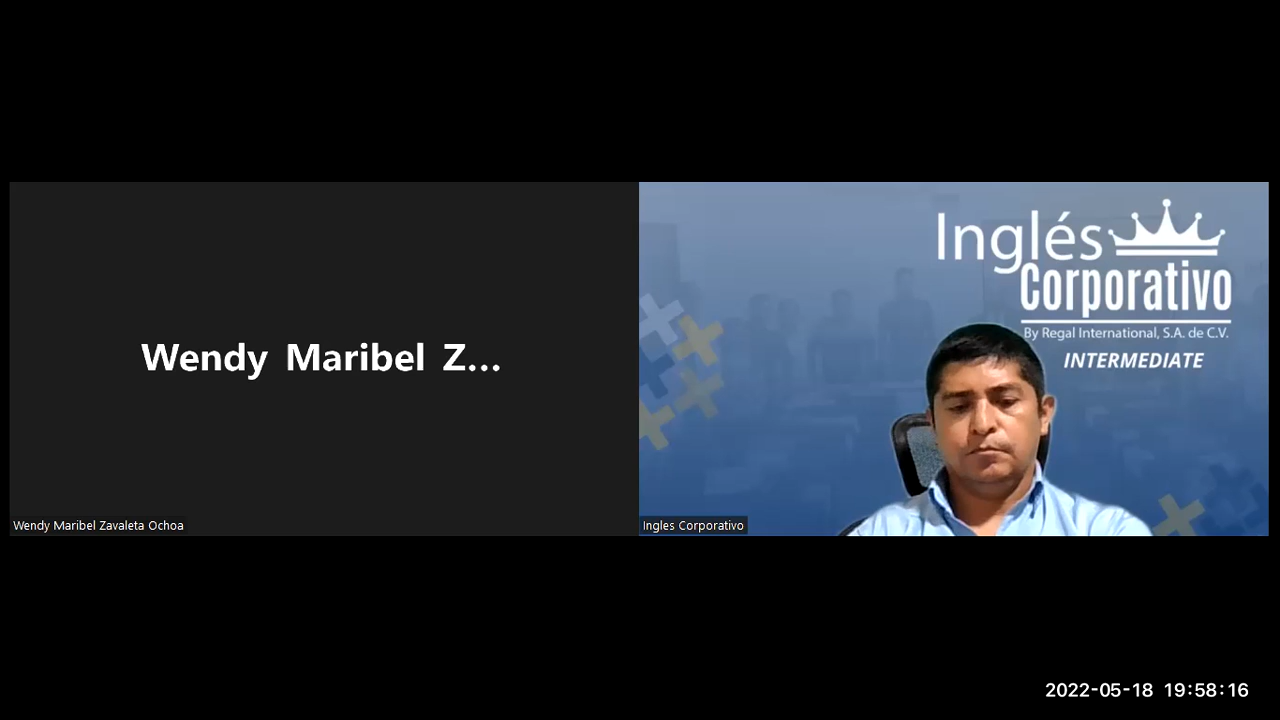 Wendy Maribel Z...
Wendy Maribel Zavaleta Ochoa
Inglés
Corporativo
By Regal International, S.A. de C.V.
INTERMEDIATE
Ingles Corporativo
2022-05-18 19:58:16